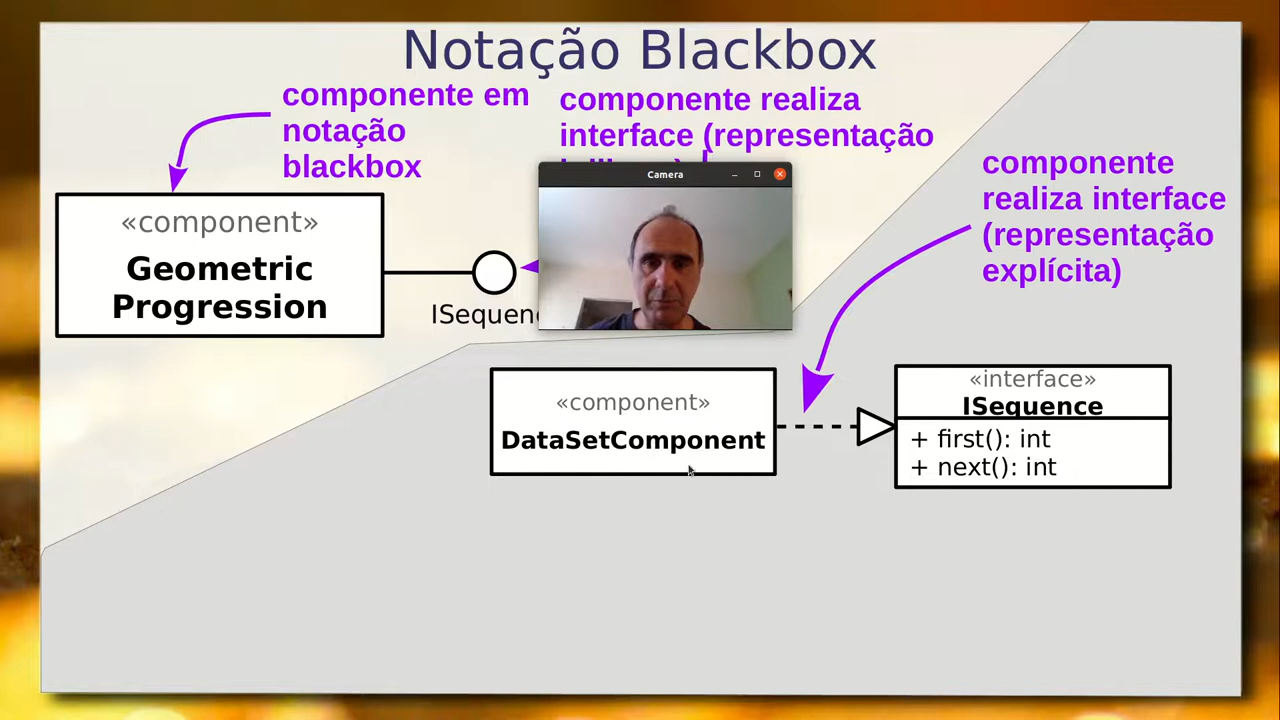 Notação Blackbox
componente em
notação
blackbox
componente realiza
interface (representação
componente
realiza interface
(representação
explícita)
Camera
«component»
Geometric
Progression
«component»
DataSetComponent
«interface»
ISequence
+ first(): int
+ next(): int